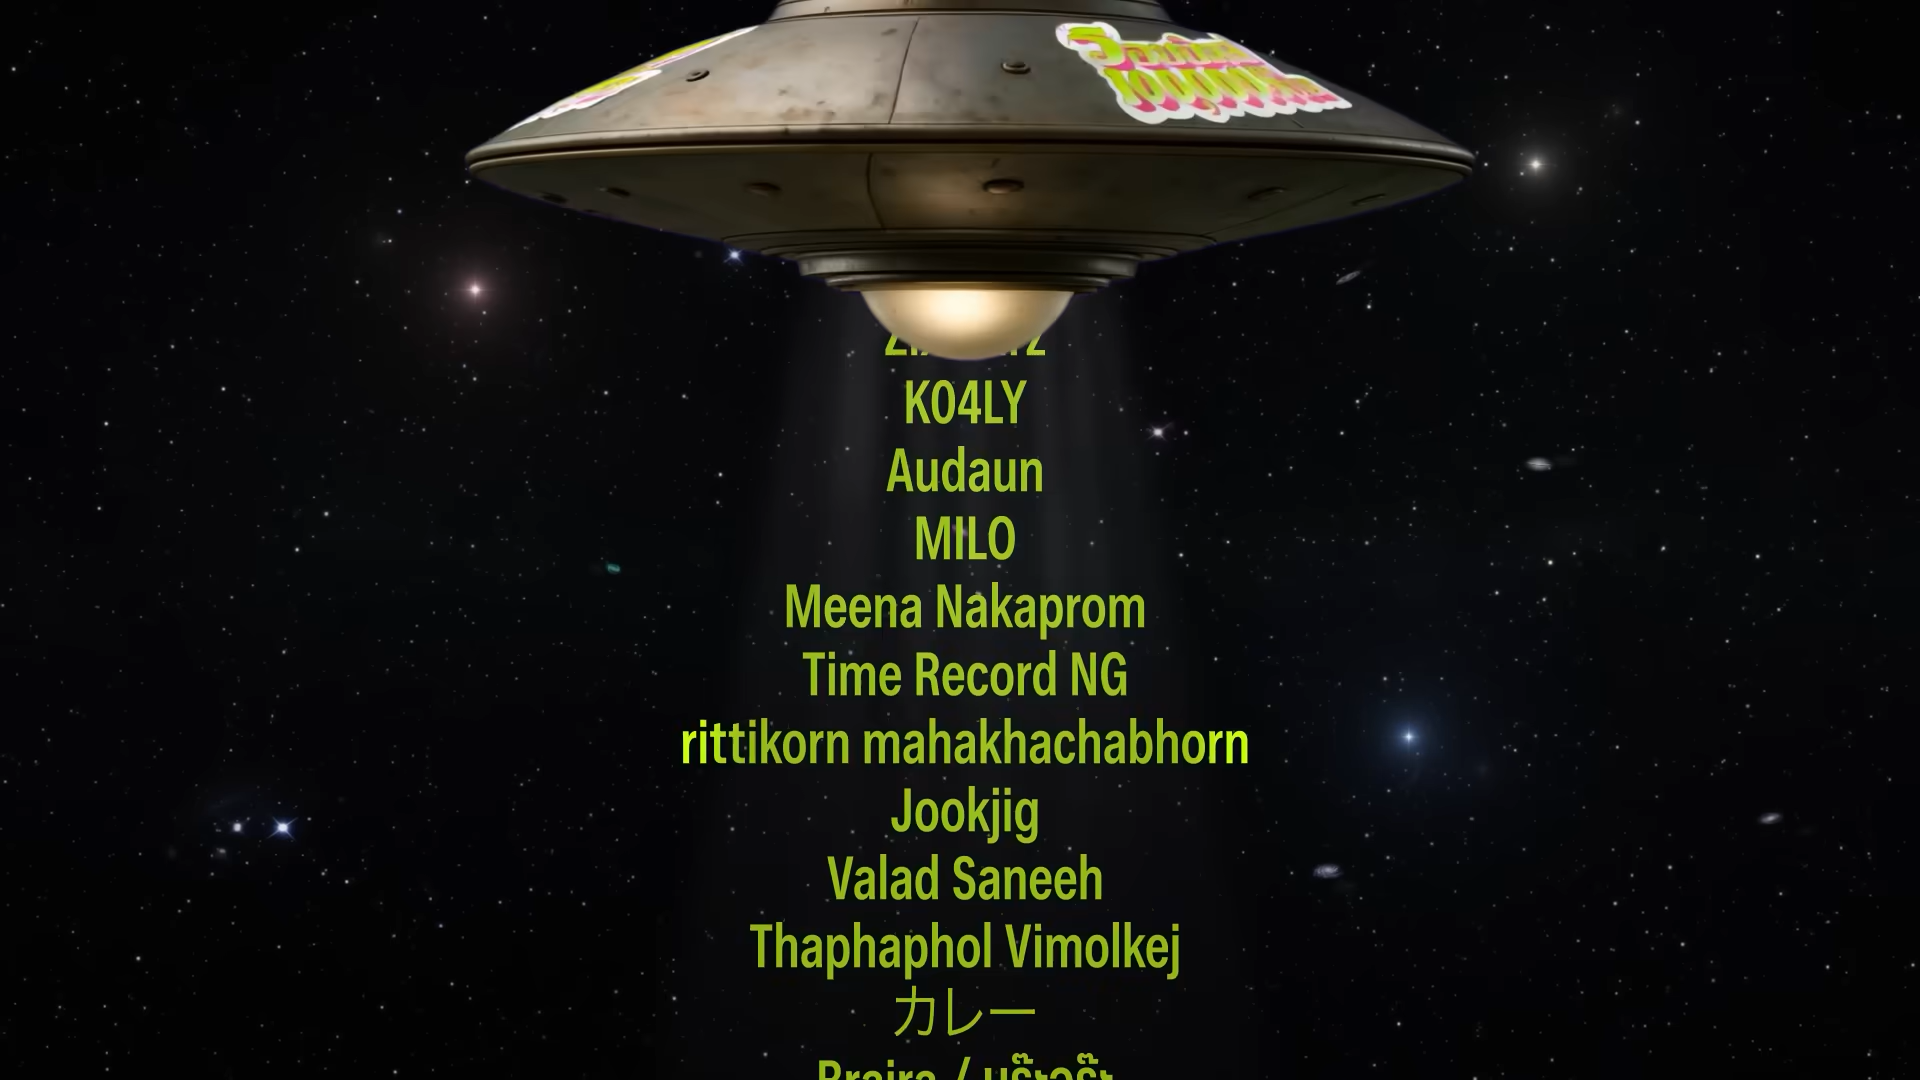 K04LY
Audaun
MILO
Meena Nakaprom
Time Record NG
rittikorn mahakhachabhorn
Jookjig
Valad Saneeh
Thaphaphol Vimolkej
カレー